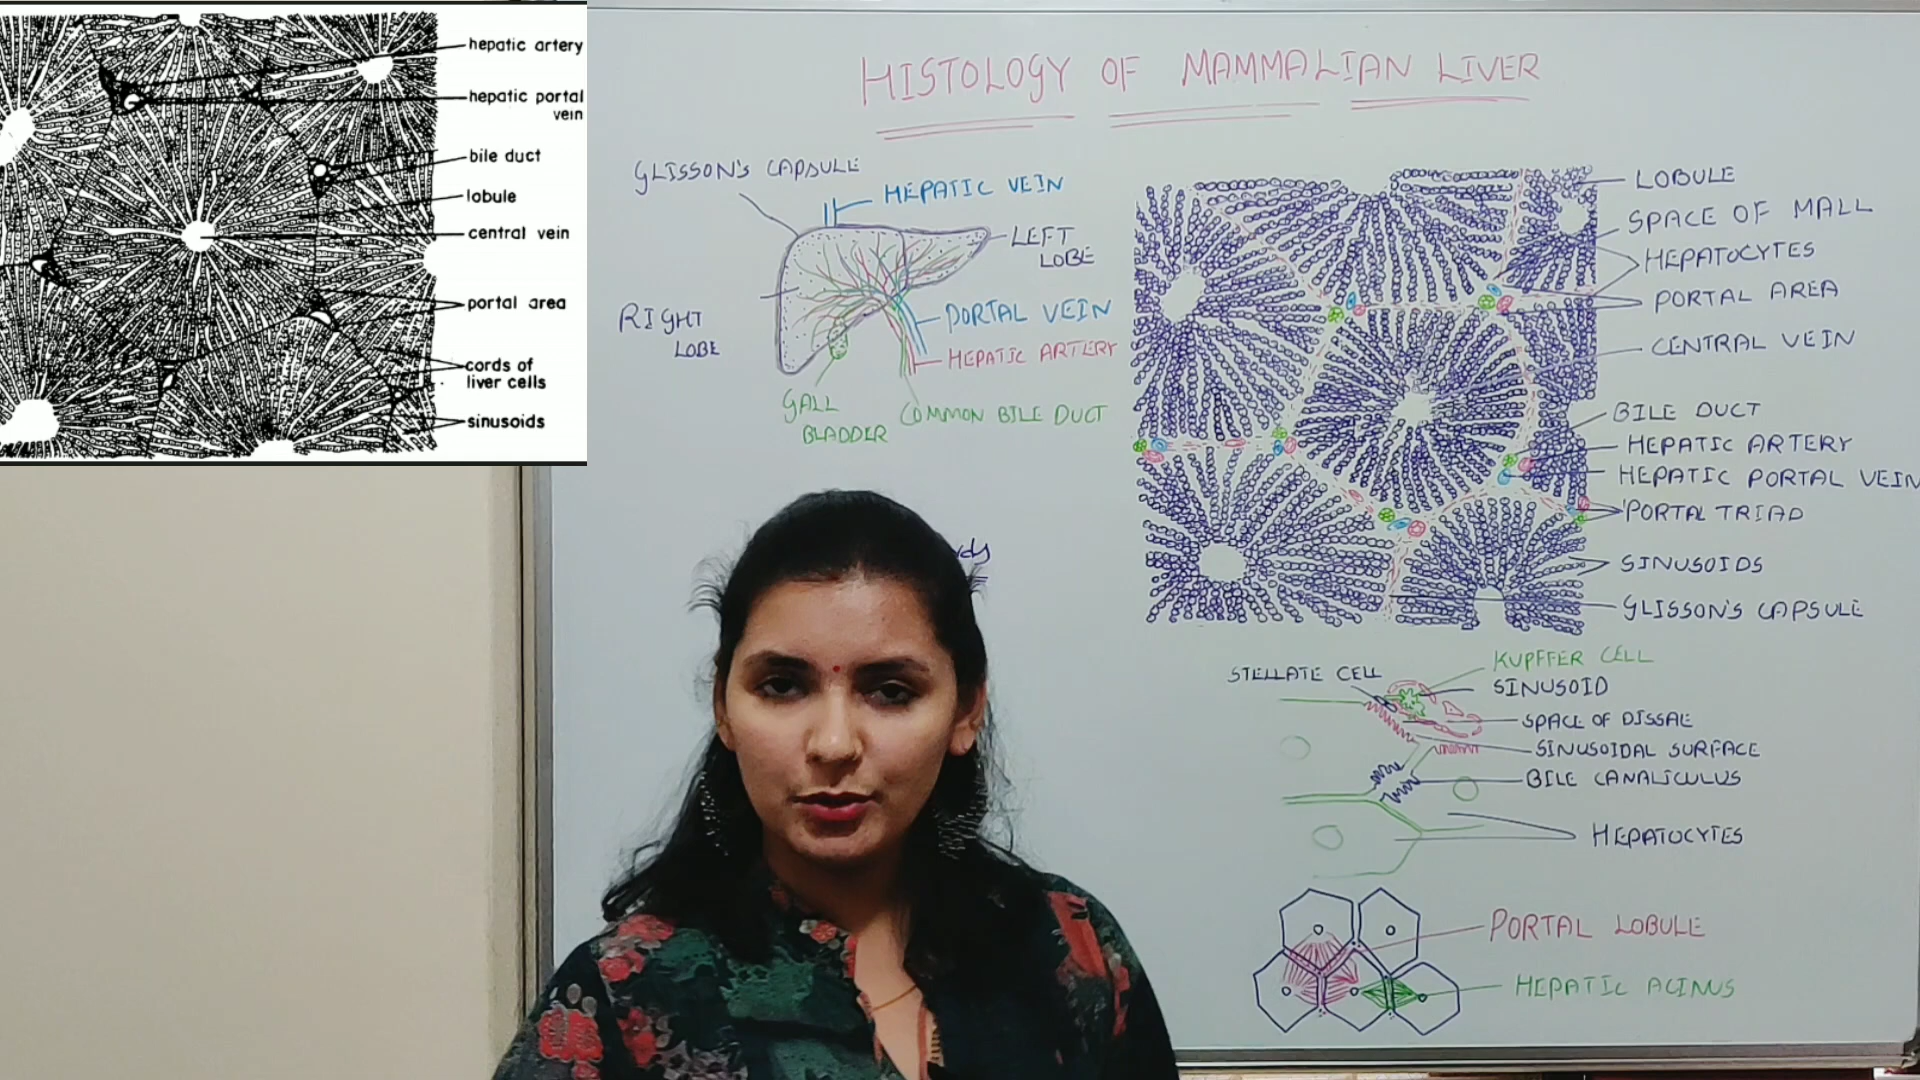 hepatic artery
hepatic portal
vein
bile duct
lobule
central vein
portal area
cords of
liver cells
sinusoids
HISTOLOGY OF MAMMALIAN LIVER
GLISSON'S CAPSULE
HEPATIC VEIN
LEFT
LOBE
RIGHT
LOBE
PORTAL VEIN
HEPATIC ARTERY
GALL
BLADDER
COMMON BILE DUCT
LOBULE
SPACE OF MALL
HEPATOCYTES
PORTAL AREA
CENTRAL VEIN
BILE DUCT
HEPATIC ARTERY
HEPATIC PORTAL VEIN
PORTAL TRIAD
SINUSOIDS
GLISSON'S CAPSULE
STELLATE CELL
KUPFFER CELL
SINUSOID
SPACE OF DISSAE
SINUSOIDAL SURFACE
BILE CANALICULUS
HEPATOCYTES
PORTAL LOBULE
HEPATIC ACINUS